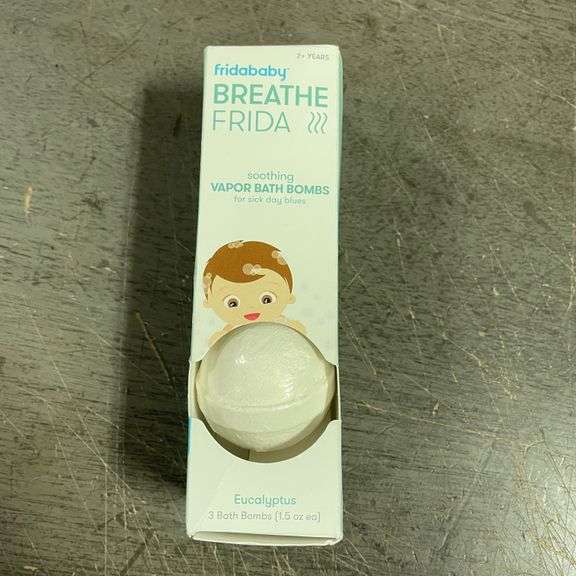 2+ YEARS
fridababy
BREATHE
FRIDA
soothing
VAPOR BATH BOMBS
for sick day blues
Eucalyptus
3 Bath Bombs (1.5 oz ea)